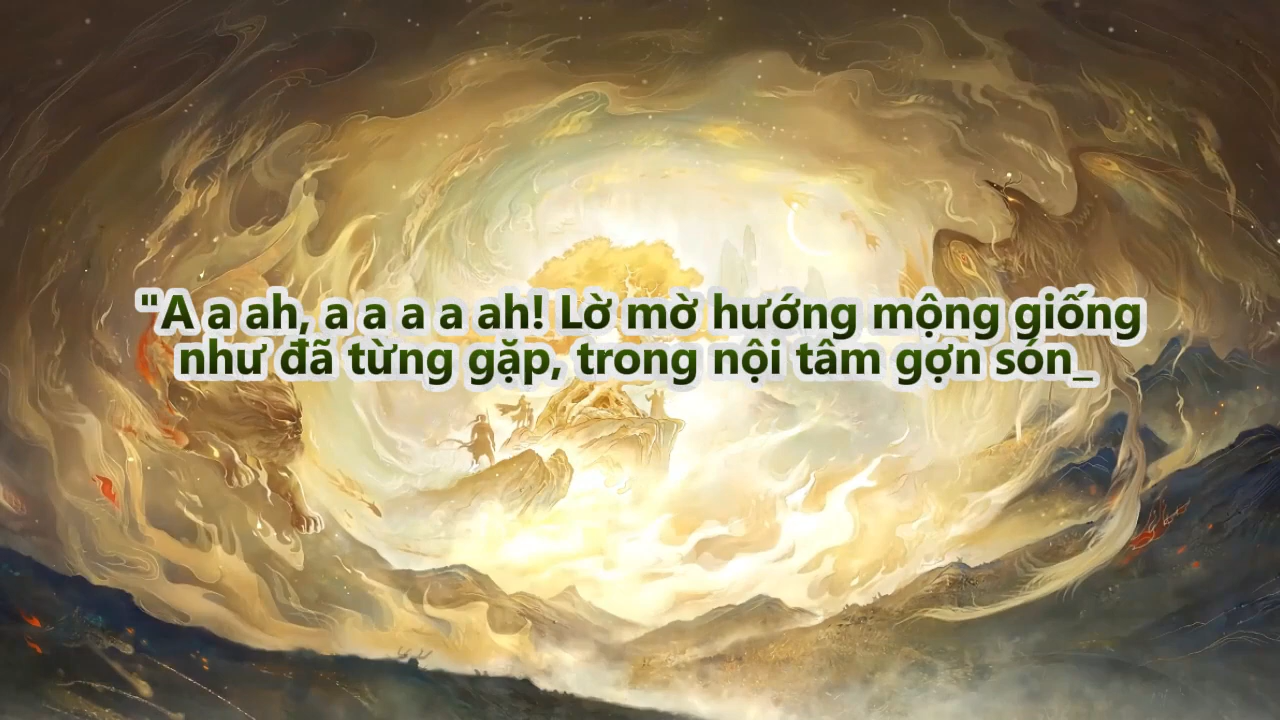 "A a ah, a a a a ah! Lờ mờ hướng mộng giống
như đã từng gặp, trong nội tâm gợn són_